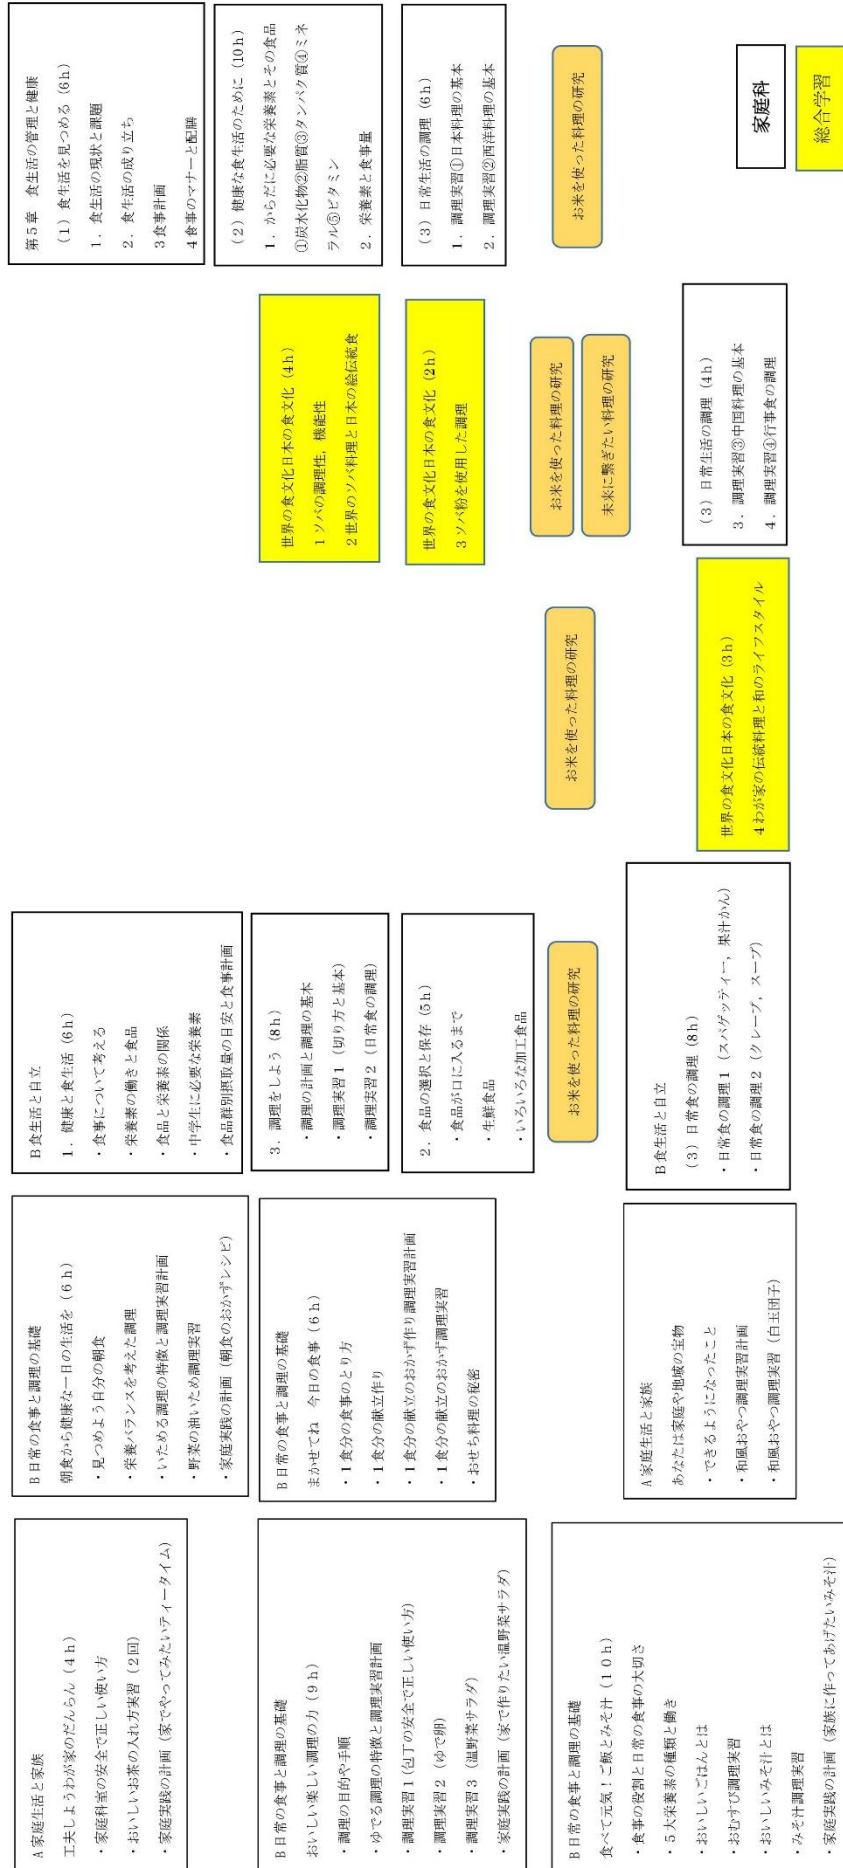 A家庭生活と家族
工夫しようわが家のだんらん（4ｈ）
・家庭科室の安全で正しい使い方
・おいしいお茶の入れ方実習（2回）
・家庭実践の計画（家でやってみたいティータイム）
B日常の食事と調理の基礎
おいしい楽しい調理の力（9ｈ）
・調理の目的や手順
・ゆでる調理の特徴と調理実習計画
・調理実習1（包丁の安全で正しい使い方）
・調理実習2（ゆで卵）
・調理実習3（温野菜サラダ）
・家庭実践の計画（家で作りたい温野菜サラダ）
B日常の食事と調理の基礎
食べて元気！ご飯とみそ汁（10ｈ）
・食事の役割と日常の食事の大切さ
・5大栄養素の種類と働き
・おいしいごはんとは
・おむすび調理実習
・おいしいみそ汁とは
・みそ汁調理実習
・家庭実践の計画（家族に作ってあげたいみそ汁）
B日常の食事と調理の基礎
朝食から健康な一日の生活を（6ｈ）
・見つめよう自分の朝食
・栄養バランスを考えた調理
・いためる調理の特徴と調理実習計画
・野菜の油いため調理実習
・家庭実践の計画（朝食のおかずレシピ）
B日常の食事と調理の基礎
まかせてね　今日の食事（6ｈ）
・1食分の食事のとり方
・1食分の献立作り
・1食分の献立のおかず作り調理実習計画
・1食分の献立のおかず調理実習
・おせち料理の秘密
A家庭生活と家族
あなたは家庭や地域の宝物
・できるようになったこと
・和風おやつ調理実習計画
・和風おやつ調理実習（白玉団子）
B食生活と自立
1．健康と食生活（6ｈ）
・食事について考える
・栄養素の働きと食品
・食品と栄養素の関係
・中学生に必要な栄養素
・食品群別摂取量の目安と食事計画
3．調理をしよう（8ｈ）
・調理の計画と調理の基本
・調理実習1（切り方と基本）
・調理実習2（日常食の調理）
2．食品の選択と保存（5ｈ）
・食品が口に入るまで
・生鮮食品
・いろいろな加工食品
お米を使った料理の研究
B食生活と自立
（3）日常食の調理（8ｈ）
・日常食の調理1（スパゲッティー，果汁かん）
・日常食の調理2（クレープ，スープ）
お米を使った料理の研究
世界の食文化日本の食文化（3ｈ）
4わが家の伝統料理と和のライフスタイル
世界の食文化日本の食文化（4ｈ）
1ソバの調理性，機能性
2世界のソバ料理と日本の絵伝統食
世界の食文化日本の食文化（2ｈ）
3ソバ粉を使用した調理
お米を使った料理の研究
未来に繋ぎたい料理の研究
（3）日常生活の調理（4ｈ）
3．調理実習③中国料理の基本
4．調理実習④行事食の調理
第5章　食生活の管理と健康
（1）食生活を見つめる（6ｈ）
1．食生活の現状と課題
2．食生活の成り立ち
3食事計画
4食事のマナーと配膳
（2）健康な食生活のために（10ｈ）
1．からだに必要な栄養素とその食品
①炭水化物②脂質③タンパク質④ミネ
ラル⑤ビタミン
2．栄養素と食事量
（3）日常生活の調理（6ｈ）
1．調理実習①日本料理の基本
2．調理実習②西洋料理の基本
お米を使った料理の研究
家庭科
総合学習